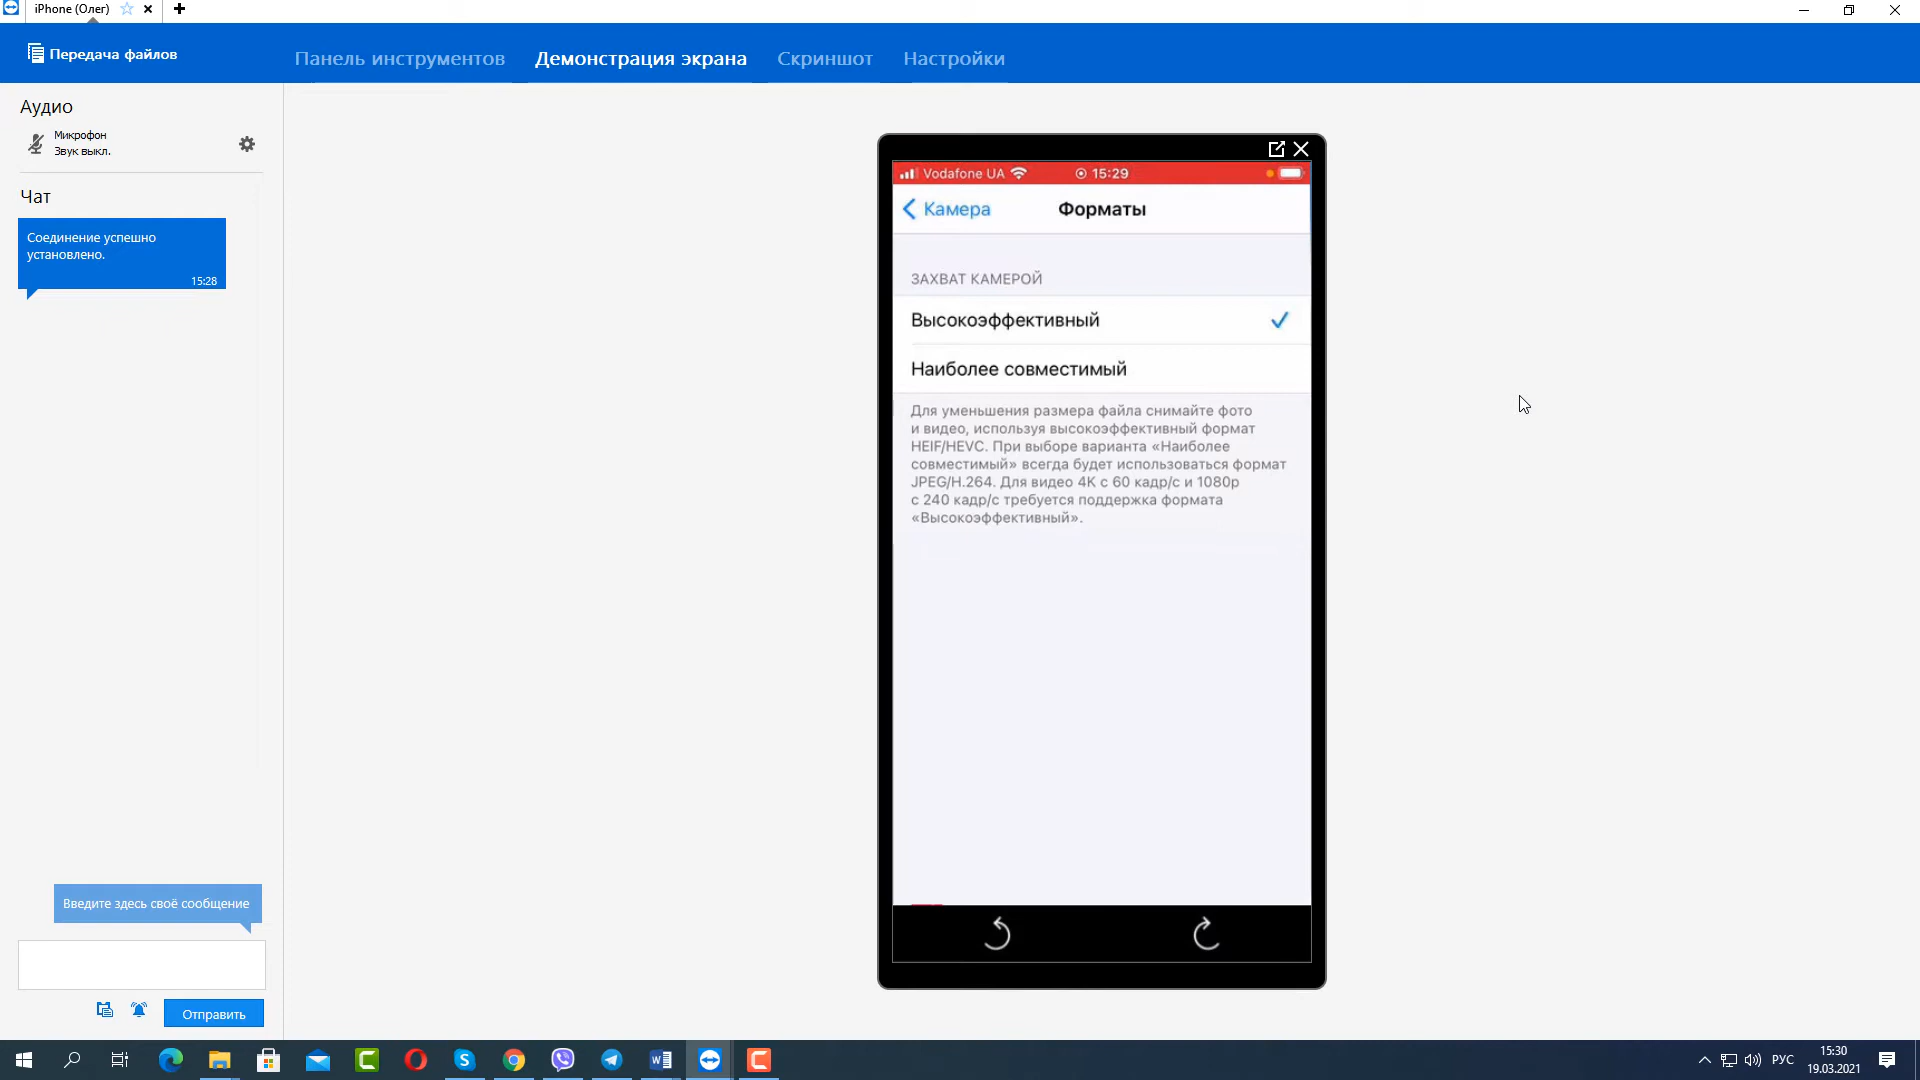 iPhone (Олег)
Передача файлов
Панель инструментов
Демонстрация экрана
Скриншот
Настройки
Аудио
Микрофон
Звук выкл.
Чат
Соединение успешно
установлено.
15:28
Vodafone UA
15:29
Камера
Форматы
ЗАХВАТ КАМЕРОЙ
Высокоэффективный
Наиболее совместимый
Для уменьшения размера файла снимайте фото
и видео, используя высокоэффективный формат
HEIF/HEVC. При выборе варианта «Наиболее
совместимый» всегда будет использоваться формат
JPEG/H.264. Для видео 4K с 60 кадр/с и 1080p
с 240 кадр/с требуется поддержка формата
«Высокоэффективный».
Введите здесь своё сообщение
Отправить
РУС
15:30
19.03.2021